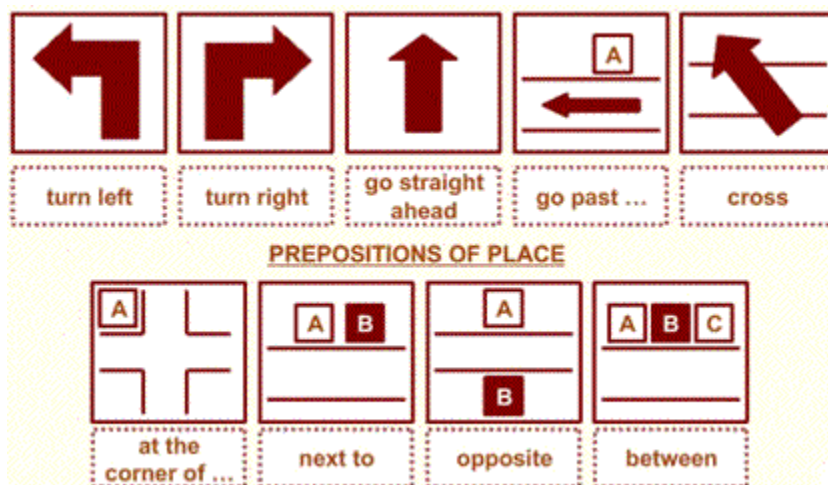 A
turn left
turn right
go straight
ahead
go past ...
cross
PREPOSITIONS OF PLACE
A
A B
A
B
A B C
at the
corner of ...
next to
opposite
between